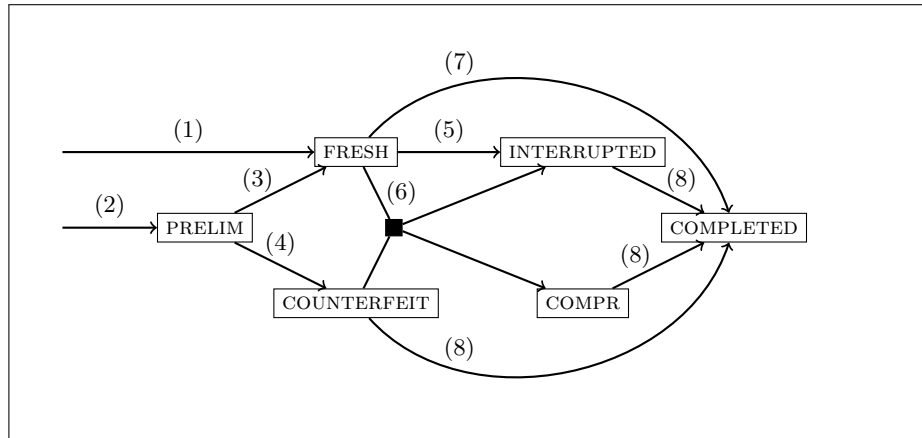 (7)
(1)
(5)
FRESH
INTERRUPTED
(3)
(6)
(8)
(2)
PRELIM
COMPLETED
(4)
(8)
COUNTERFEIT
COMPR
(8)